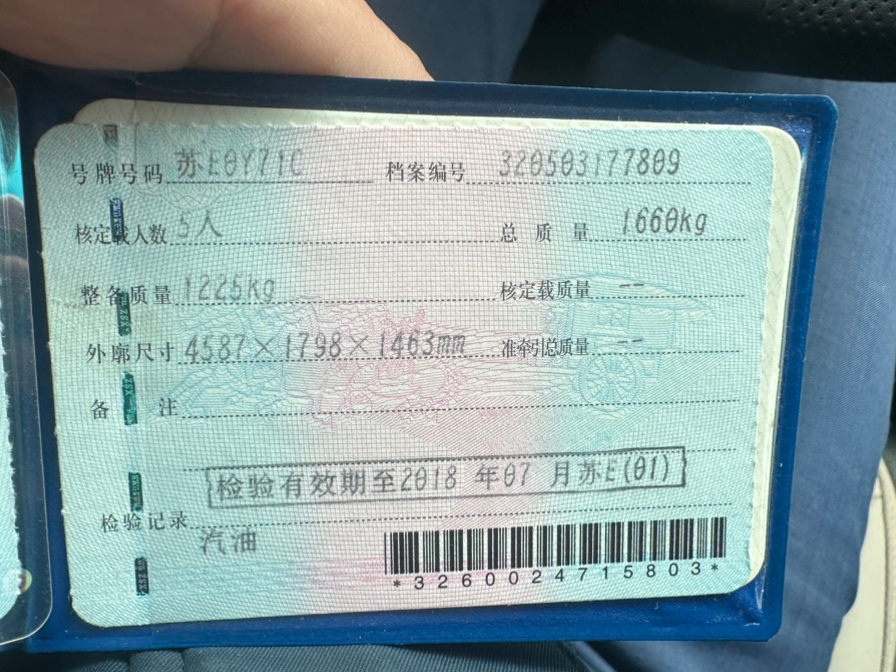 号牌号码 苏E0Y71C 档案编号 320503177809
核定载人数 5人 总质量 1660kg
整备质量 1225kg 核定载质量 --
外廓尺寸 4587×1798×1463mm 准牵引总质量 --
备注
检验有效期至2018年07月苏E(01)
检验记录
汽油
*3260024715803*